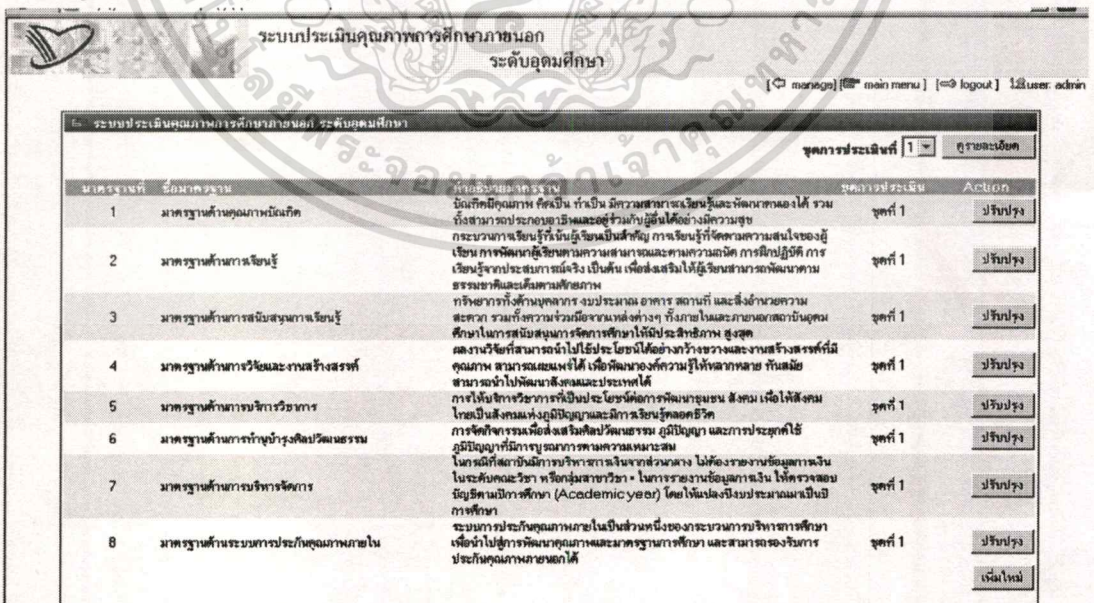 ระบบประเมินคุณภาพการศึกษาภายนอก
ระดับอุดมศึกษา
[ manage] [ main menu ] [ logout ] user: admin
ระบบประเมินคุณภาพการศึกษาภายนอก ระดับอุดมศึกษา
ชุดการประเมินที่ 1 ดูรายละเอียด
มาตรฐานที่ ชื่อมาตรฐาน คำอธิบายมาตรฐาน ชุดการประเมิน Action
1 มาตรฐานด้านคุณภาพบัณฑิต บัณฑิตมีคุณภาพ คิดเป็น ทำเป็น มีความสามารถเรียนรู้และพัฒนาตนเองได้ รวม ชุดที่ 1 ปรับปรุง
ทั้งสามารถประกอบอาชีพและอยู่ร่วมกับผู้อื่นได้อย่างมีความสุข
กระบวนการเรียนรู้ที่เน้นผู้เรียนเป็นสำคัญ การเรียนรู้ที่จัดตามความสนใจของผู้
2 มาตรฐานด้านการเรียนรู้ เรียน การพัฒนาผู้เรียนตามความสามารถและตามความถนัด การฝึกปฏิบัติ การ ชุดที่ 1 ปรับปรุง
เรียนรู้จากประสบการณ์จริง เป็นต้น เพื่อส่งเสริมให้ผู้เรียนสามารถพัฒนาตาม
ธรรมชาติและเต็มตามศักยภาพ
ทรัพยากรทั้งด้านบุคลากร งบประมาณ อาคาร สถานที่ และสิ่งอำนวยความ
3 มาตรฐานด้านการสนับสนุนการเรียนรู้ สะดวก รวมทั้งความร่วมมือจากแหล่งต่างๆ ทั้งภายในและภายนอกสถาบันอุดม ชุดที่ 1 ปรับปรุง
ศึกษาในการสนับสนุนการจัดการศึกษาให้มีประสิทธิภาพ สูงสุด
ผลงานวิจัยที่สามารถนำไปใช้ประโยชน์ได้อย่างกว้างขวางและงานสร้างสรรค์ที่มี
4 มาตรฐานด้านการวิจัยและงานสร้างสรรค์ คุณภาพ สามารถเผยแพร่ได้ เพื่อพัฒนาองค์ความรู้ให้หลากหลาย ทันสมัย ชุดที่ 1 ปรับปรุง
สามารถนำไปพัฒนาสังคมและประเทศได้
5 มาตรฐานด้านการบริการวิชาการ การให้บริการวิชาการที่เป็นประโยชน์ต่อการพัฒนาชุมชน สังคม เพื่อให้สังคม ชุดที่ 1 ปรับปรุง
ไทยเป็นสังคมแห่งภูมิปัญญาและมีการเรียนรู้ตลอดชีวิต
6 มาตรฐานด้านการทำนุบำรุงศิลปวัฒนธรรม การจัดกิจกรรมเพื่อส่งเสริมศิลปวัฒนธรรม ภูมิปัญญา และการประยุกต์ใช้ ชุดที่ 1 ปรับปรุง
ภูมิปัญญาที่มีการบูรณาการตามความเหมาะสม
ในกรณีที่สถาบันมีการบริหารการเงินจากส่วนกลาง ไม่ต้องรายงานข้อมูลการเงิน
7 มาตรฐานด้านการบริหารจัดการ ในระดับคณะวิชา หรือกลุ่มสาขาวิชา • ในการรายงานข้อมูลการเงิน ให้ตรวจสอบ ชุดที่ 1 ปรับปรุง
บัญชีตามปีการศึกษา (Academic year) โดยให้แปลงปีงบประมาณมาเป็นปี
การศึกษา
ระบบการประกันคุณภาพภายในเป็นส่วนหนึ่งของกระบวนการบริหารการศึกษา
8 มาตรฐานด้านระบบการประกันคุณภาพภายใน เพื่อนำไปสู่การพัฒนาคุณภาพและมาตรฐานการศึกษา และสามารถรองรับการ ชุดที่ 1 ปรับปรุง
ประกันคุณภาพภายนอกได้
เพิ่มใหม่